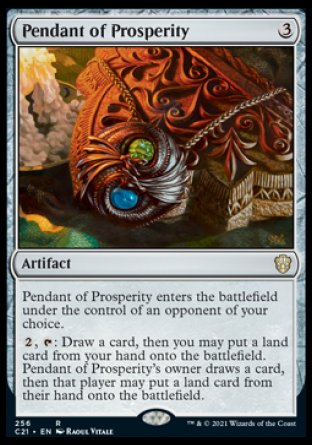 Pendant of Prosperity 3
Artifact
Pendant of Prosperity enters the battlefield
under the control of an opponent of your
choice.
2, T: Draw a card, then you may put a land
card from your hand onto the battlefield.
Pendant of Prosperity's owner draws a card,
then that player may put a land card from
their hand onto the battlefield.
256 R
C21 • EN Raoul Vitale ™ & © 2021 Wizards of the Coast